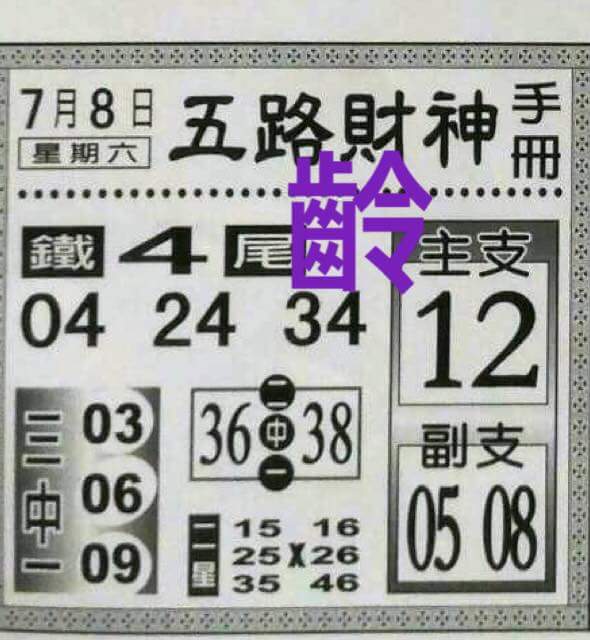 7月8日
星期六
五路財神
手冊
齡
鐵4尾
04 24 34
主支
12
三中一
03
06
09
二中一
36 38
副支
05 08
二星
15 16
25 X 26
35 46